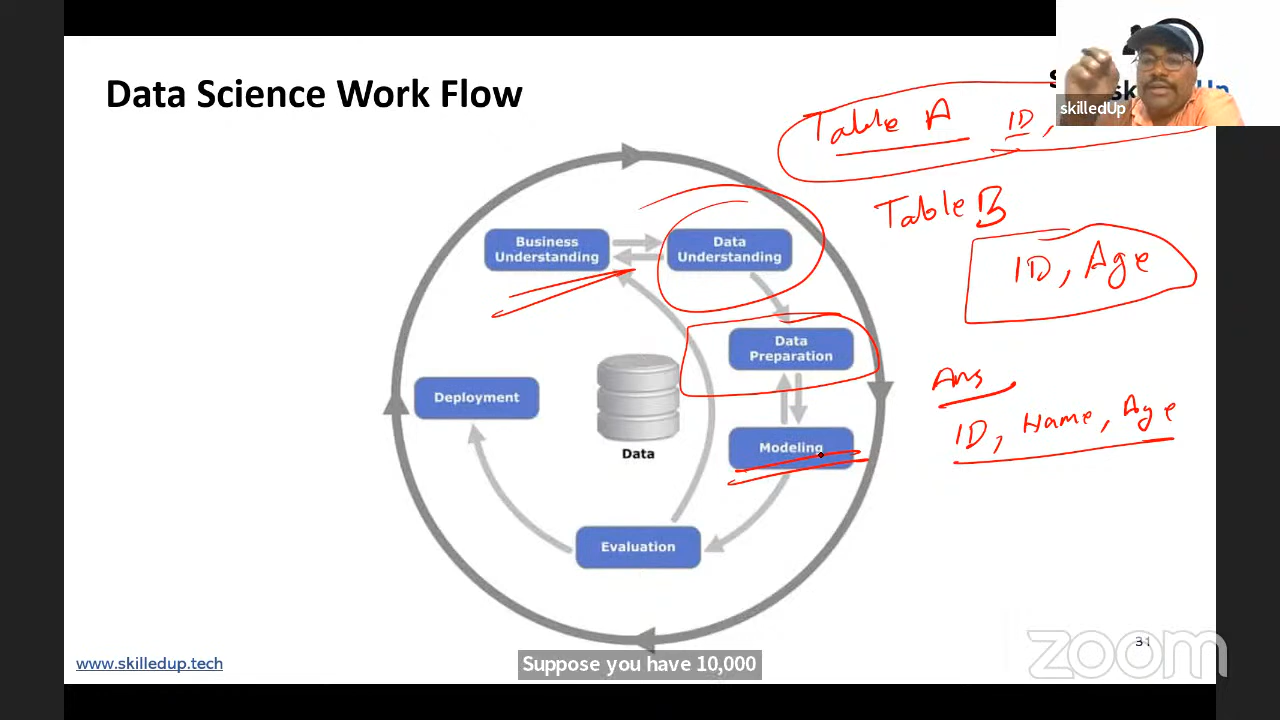 Data Science Work Flow
skilledUp
Table A ID,
Table B
ID, Age
Business
Understanding
Data
Understanding
Data
Preparation
Ans
ID, Name, Age
Deployment
Modeling
Data
Evaluation
www.skilledup.tech
Suppose you have 10,000
31
zoom